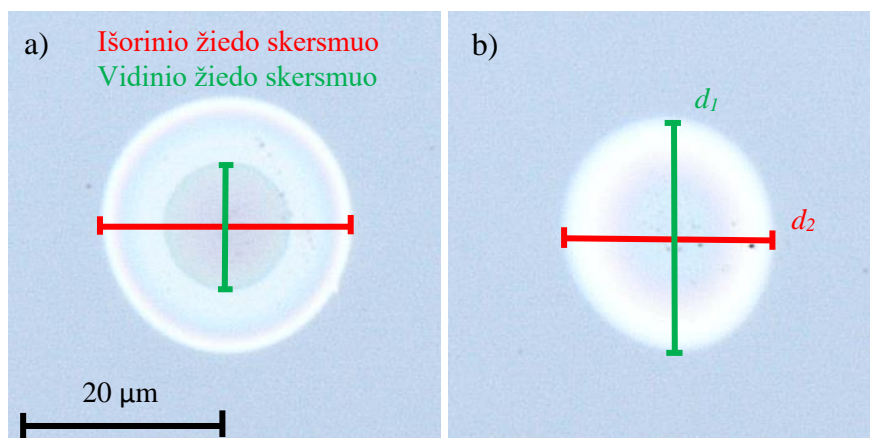 a)
Išorinio žiedo skersmuo
Vidinio žiedo skersmuo
20 µm
b)
d1
d2